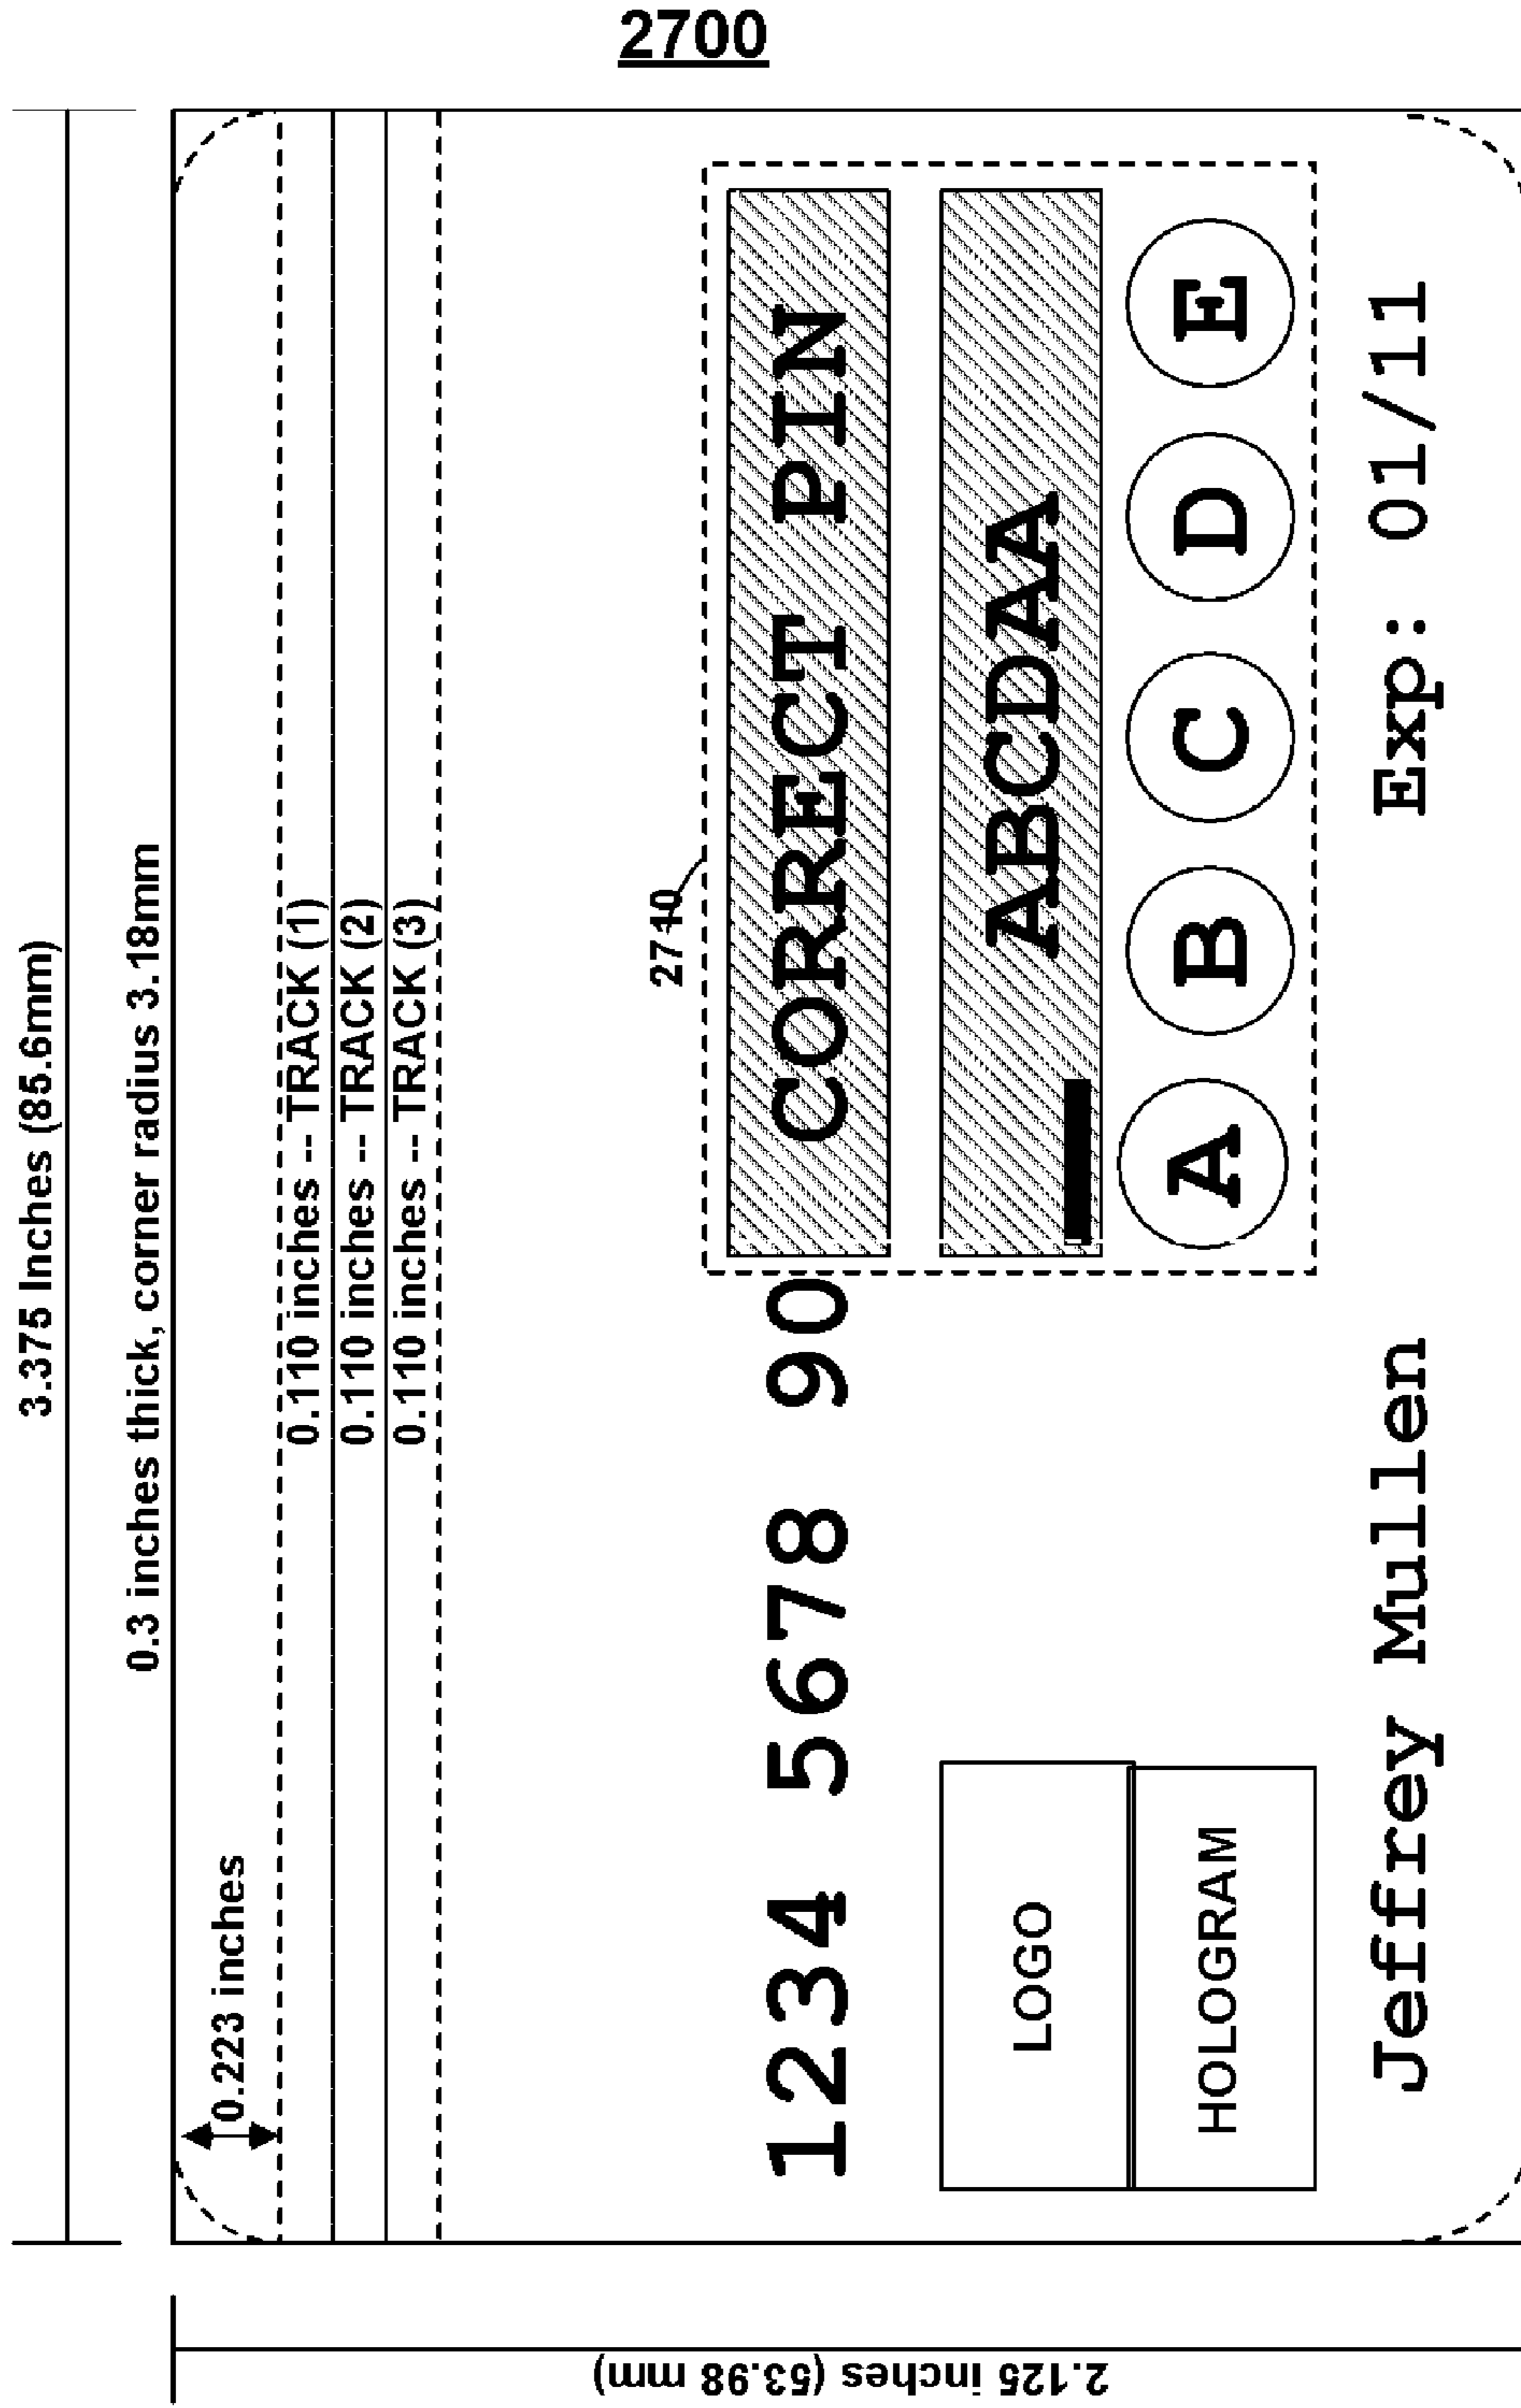 2700
3.375 Inches (85.6mm)
0.3 inches thick, corner radius 3.18mm
0.223 inches
0.110 inches -- TRACK (1)
0.110 inches -- TRACK (2)
0.110 inches -- TRACK (3)
2710
1234 5678 90
CORRECT PIN
ABCDAA
LOGO
HOLOGRAM
A B C D E
Jeffrey Mullen Exp: 01/11
2.125 inches (53.98 mm)